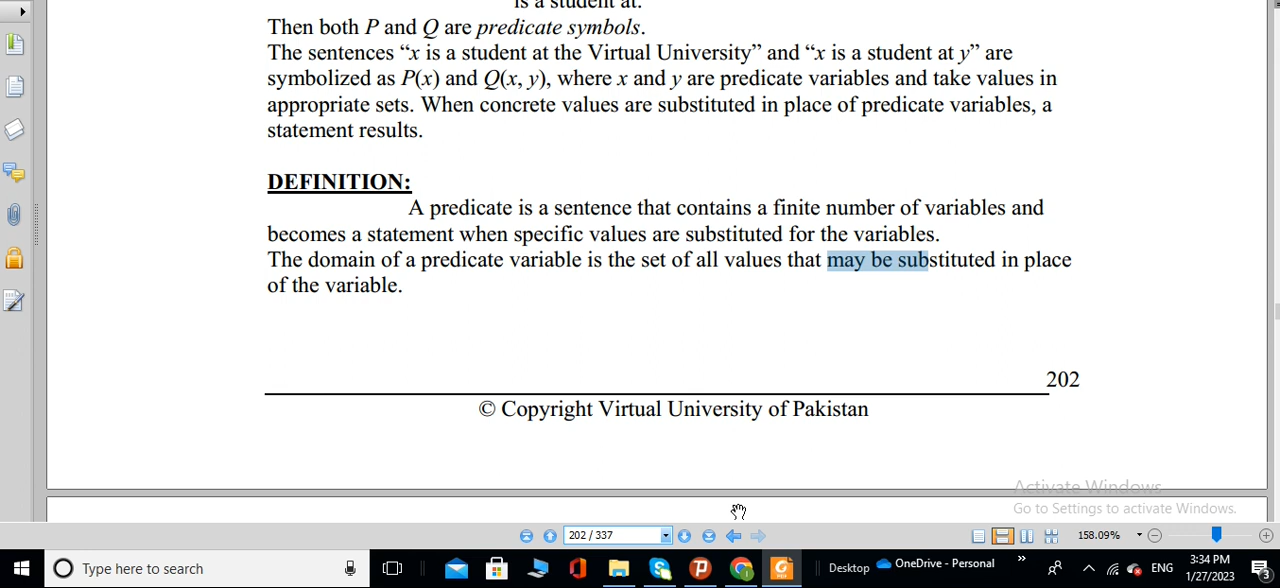 is a student at.
Then both P and Q are predicate symbols.
The sentences “x is a student at the Virtual University” and “x is a student at y” are
symbolized as P(x) and Q(x, y), where x and y are predicate variables and take values in
appropriate sets. When concrete values are substituted in place of predicate variables, a
statement results.
DEFINITION:
A predicate is a sentence that contains a finite number of variables and
becomes a statement when specific values are substituted for the variables.
The domain of a predicate variable is the set of all values that may be substituted in place
of the variable.
202
© Copyright Virtual University of Pakistan
Activate Windows
Go to Settings to activate Windows.
202 / 337
158.09%
Type here to search
Desktop
OneDrive - Personal
ENG
3:34 PM
1/27/2023
3